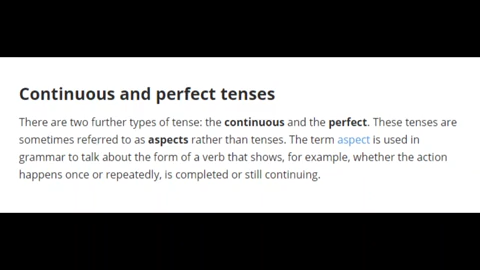 Continuous and perfect tenses
There are two further types of tense: the continuous and the perfect. These tenses are
sometimes referred to as aspects rather than tenses. The term aspect is used in
grammar to talk about the form of a verb that shows, for example, whether the action
happens once or repeatedly, is completed or still continuing.